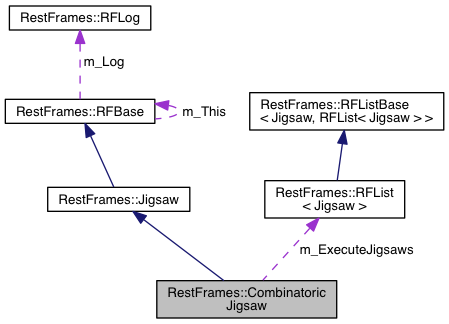 RestFrames::RFLog
m_Log
RestFrames::RFBase
m_This
RestFrames::RFListBase
< Jigsaw, RFList< Jigsaw > >
RestFrames::Jigsaw
RestFrames::RFList
< Jigsaw >
m_ExecuteJigsaws
RestFrames::Combinatoric
Jigsaw